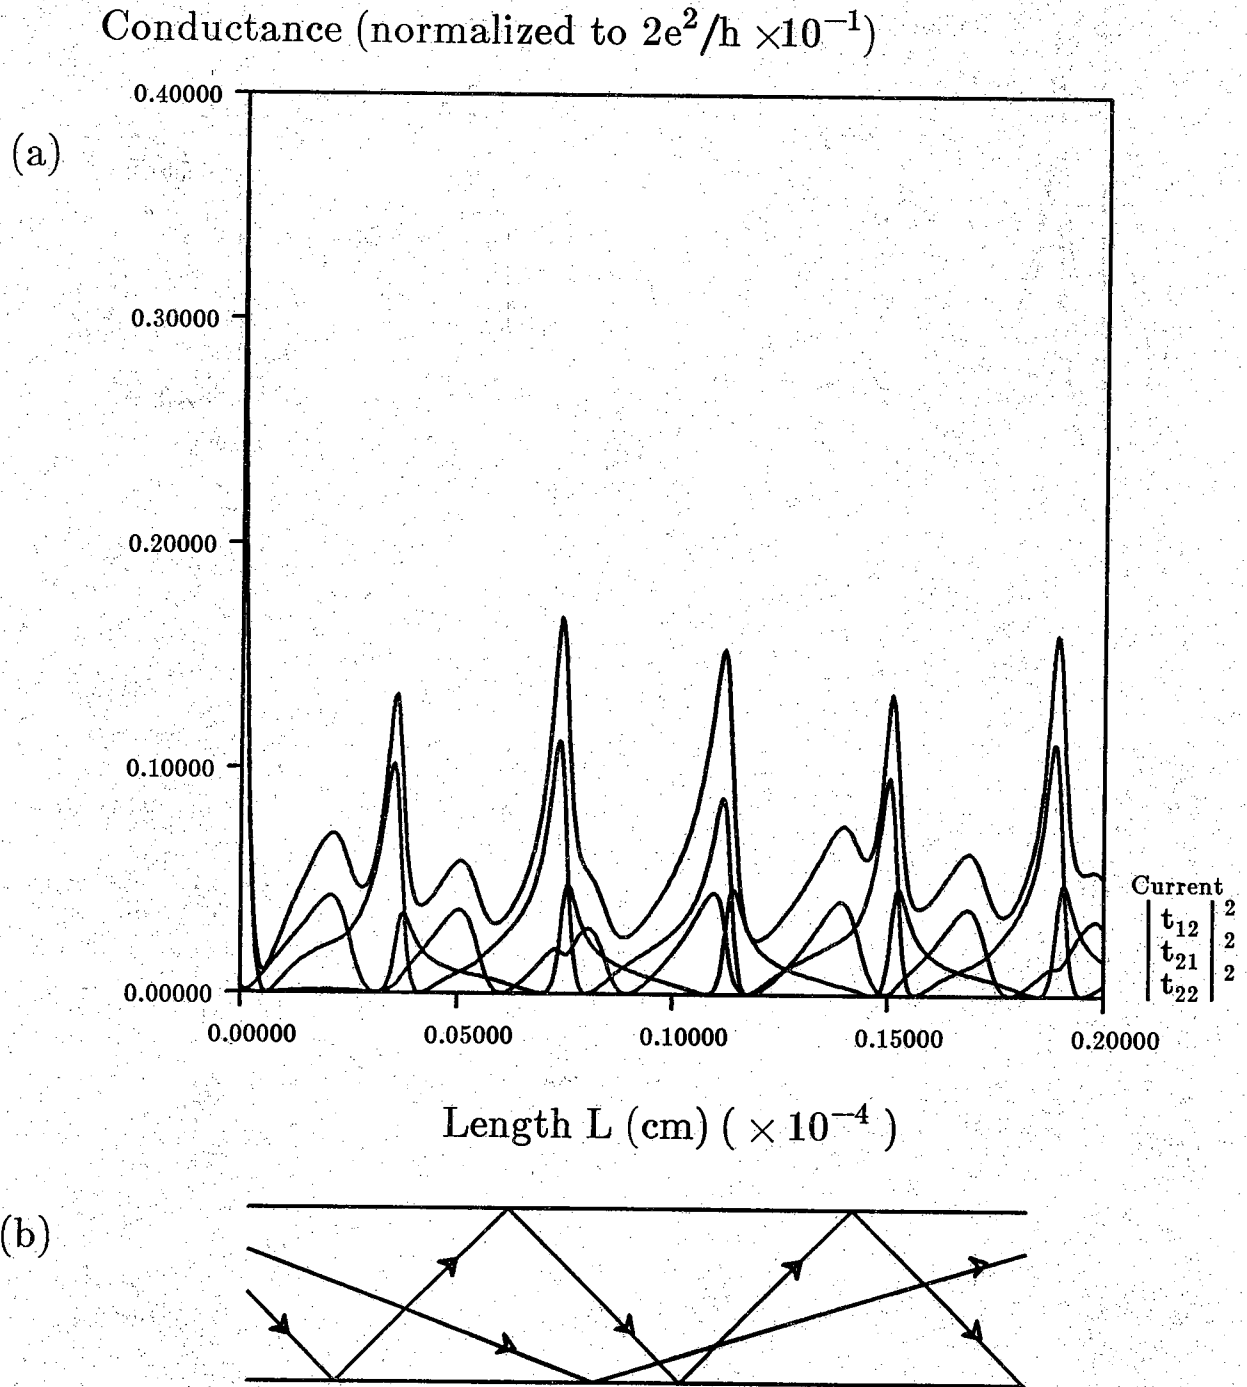 Conductance (normalized to 2e²/h ×10⁻¹)
(a)
0.40000
0.30000
0.20000
0.10000
0.00000
0.00000 0.05000 0.10000 0.15000 0.20000
Current
| t₁₂ |²
| t₂₁ |²
| t₂₂ |²
Length L (cm) ( × 10⁻⁴ )
(b)